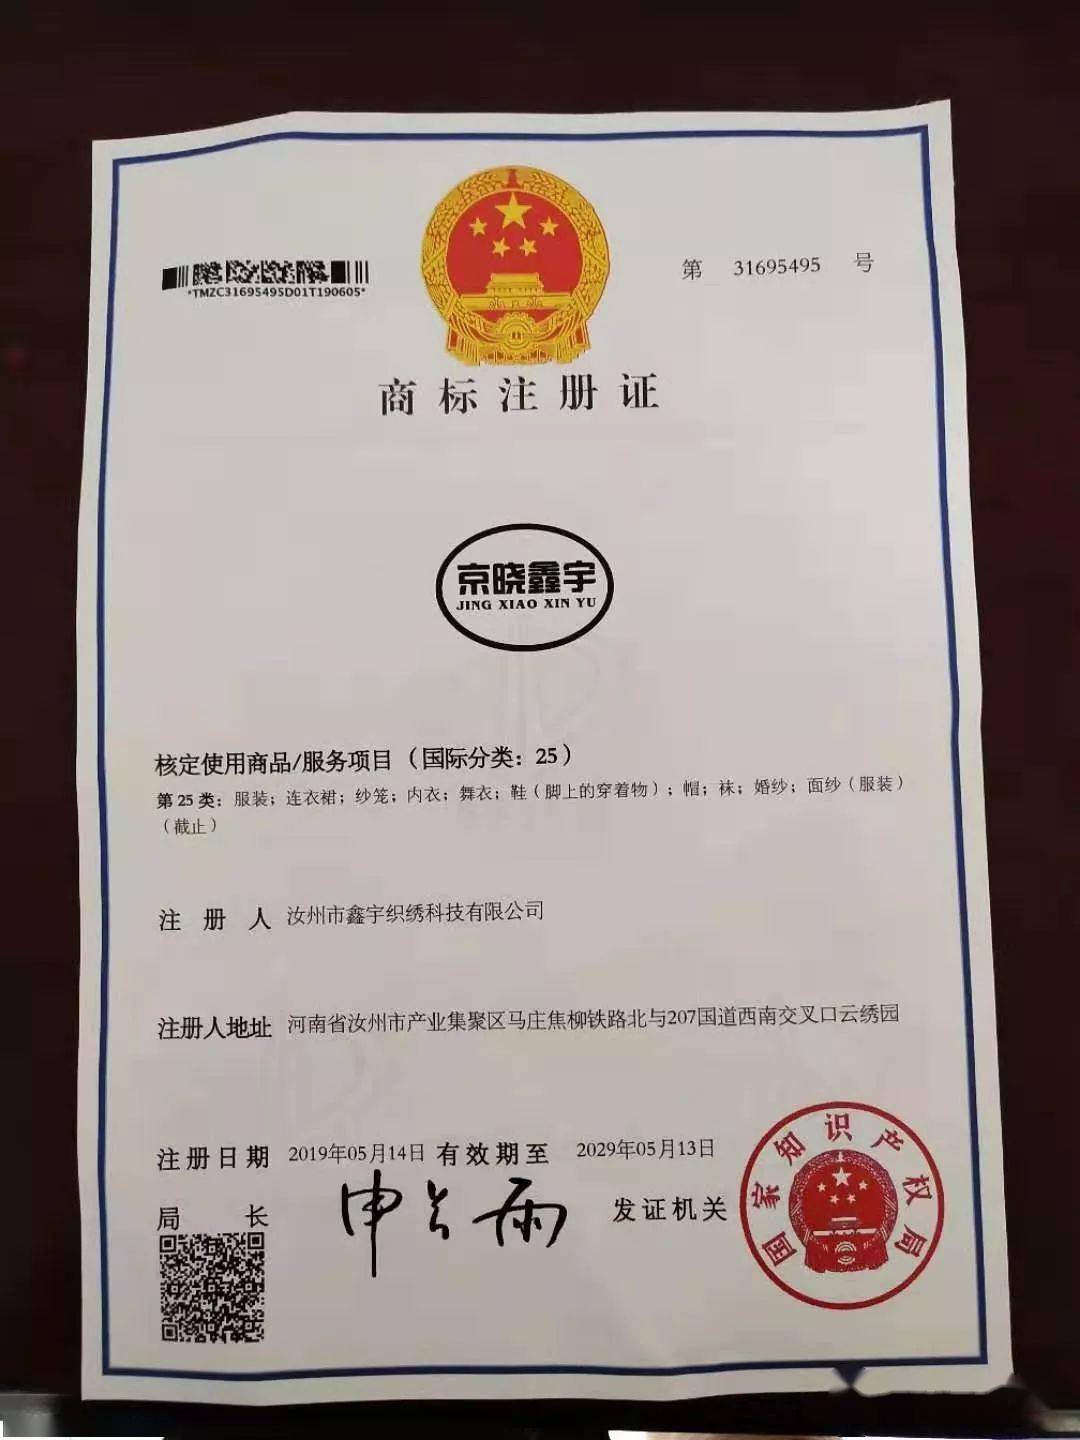 *TMZC31695495D01T190605*
第 31695495 号
商标注册证
京晓鑫宇
JING XIAO XIN YU
核定使用商品/服务项目（国际分类：25）
第 25 类：服装；连衣裙；纱笼；内衣；舞衣；鞋（脚上的穿着物）；帽；袜；婚纱；面纱（服装）
（截止）
注册人 汝州市鑫宇织绣科技有限公司
注册人地址 河南省汝州市产业集聚区马庄焦柳铁路北与207国道西南交叉口云绣园
注册日期 2019年05月14日 有效期至 2029年05月13日
局长 申长雨 发证机关
国家知识产权局